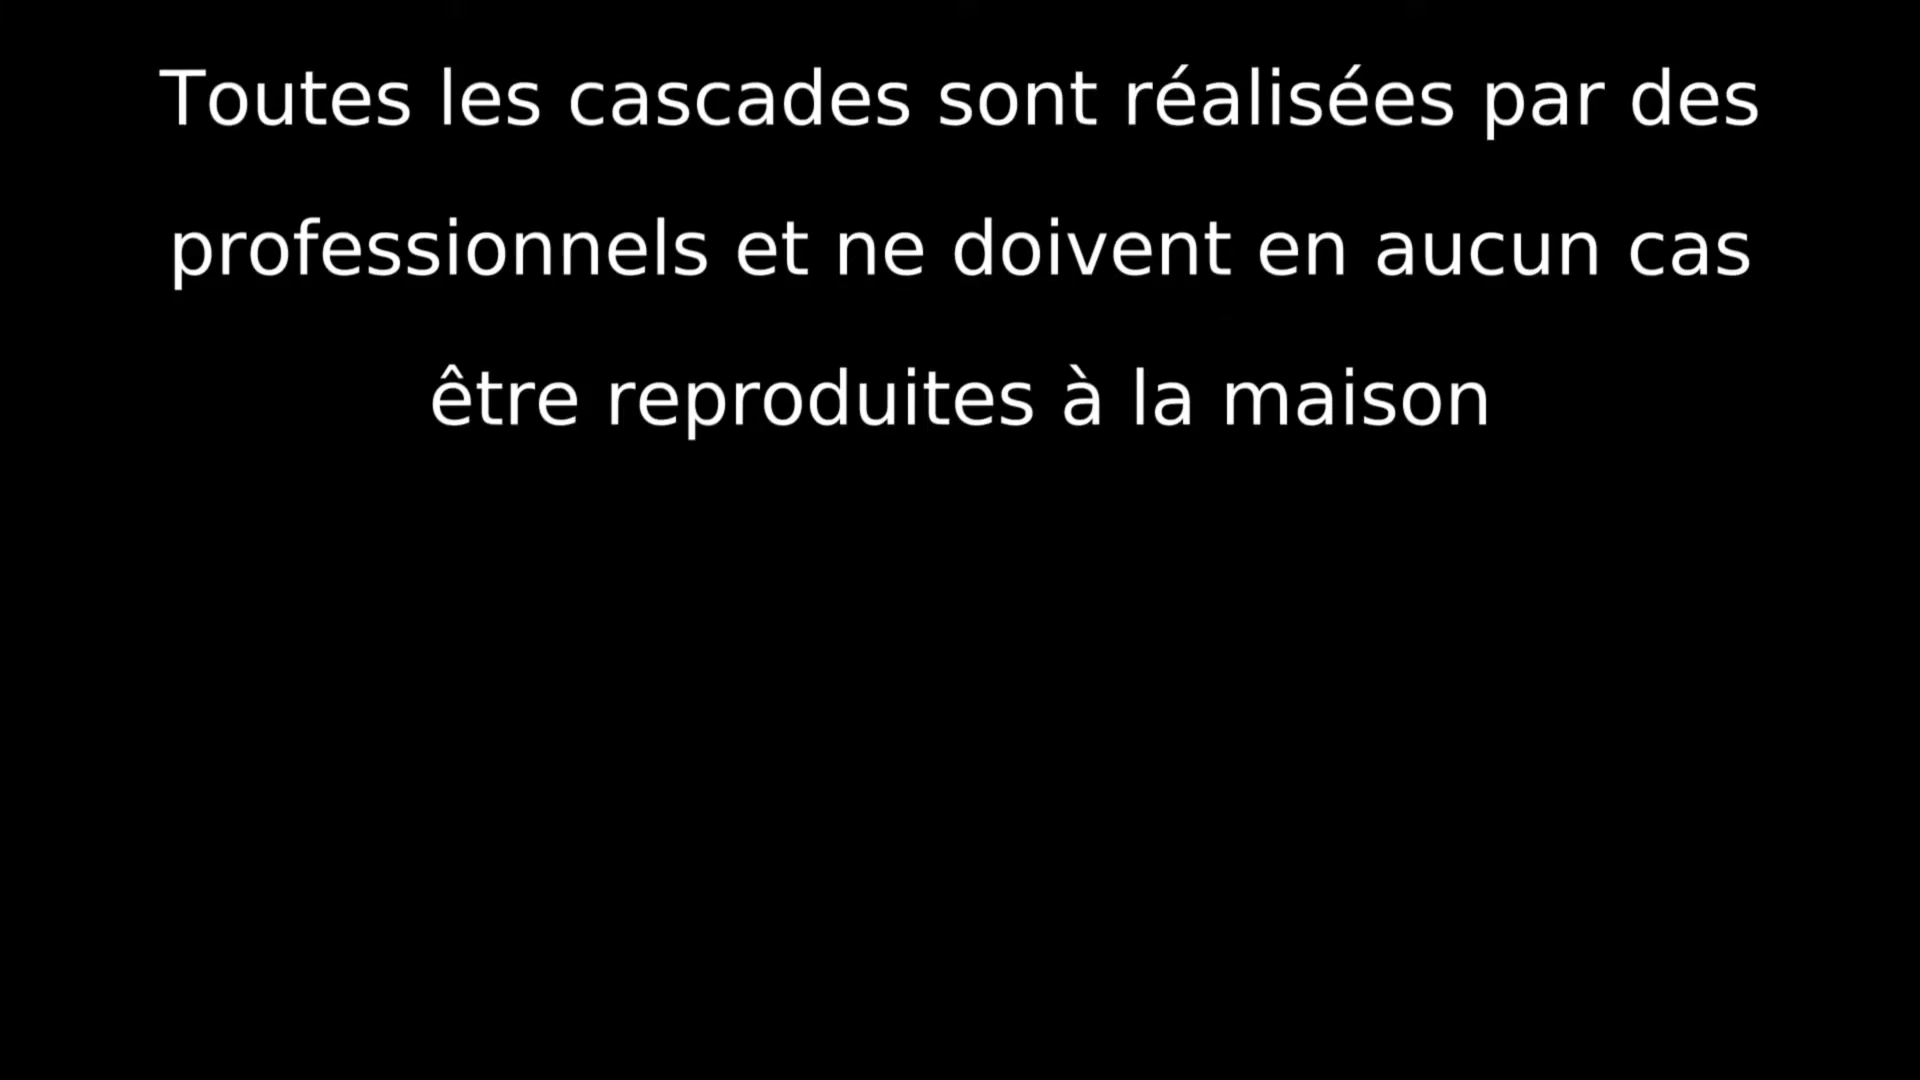 Toutes les cascades sont réalisées par des
professionnels et ne doivent en aucun cas
être reproduites à la maison